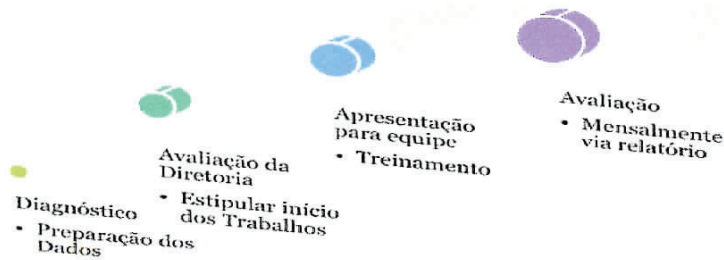 Diagnóstico
• Preparação dos
Dados
Avaliação da
Diretoria
• Estipular início
dos Trabalhos
Apresentação
para equipe
• Treinamento
Avaliação
• Mensalmente
via relatório